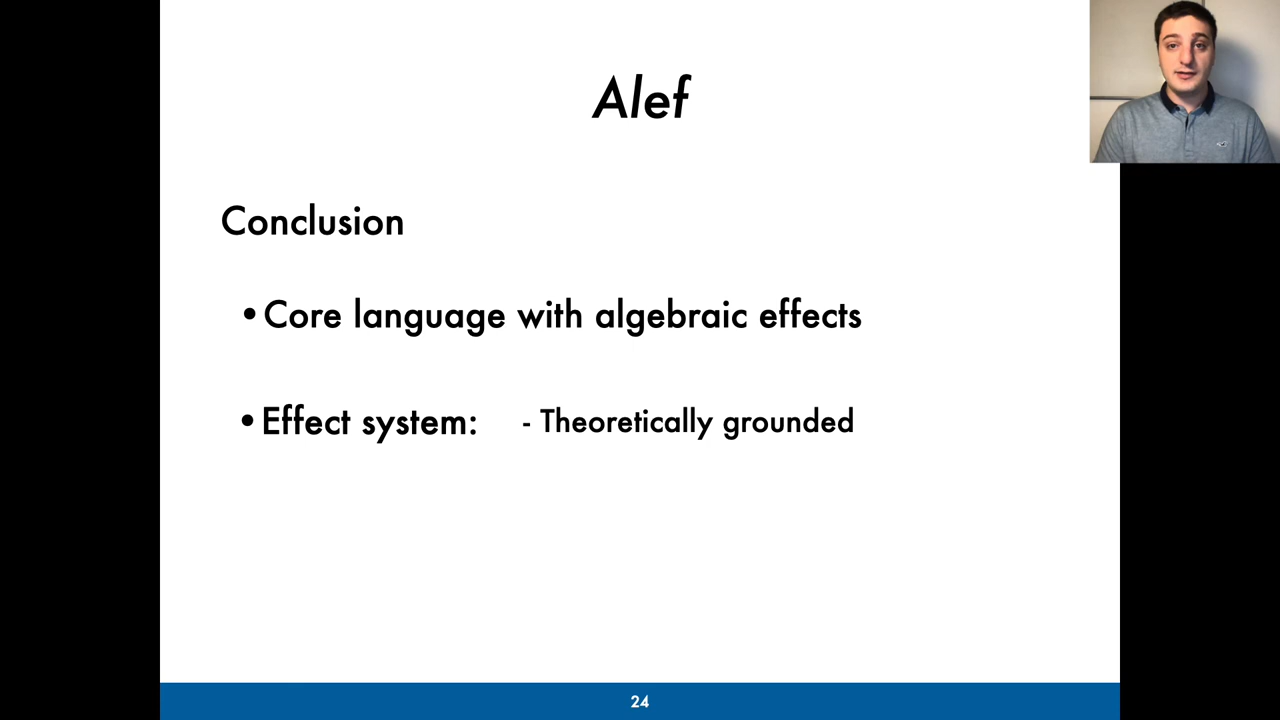 Alef
Conclusion
•Core language with algebraic effects
•Effect system: - Theoretically grounded
24